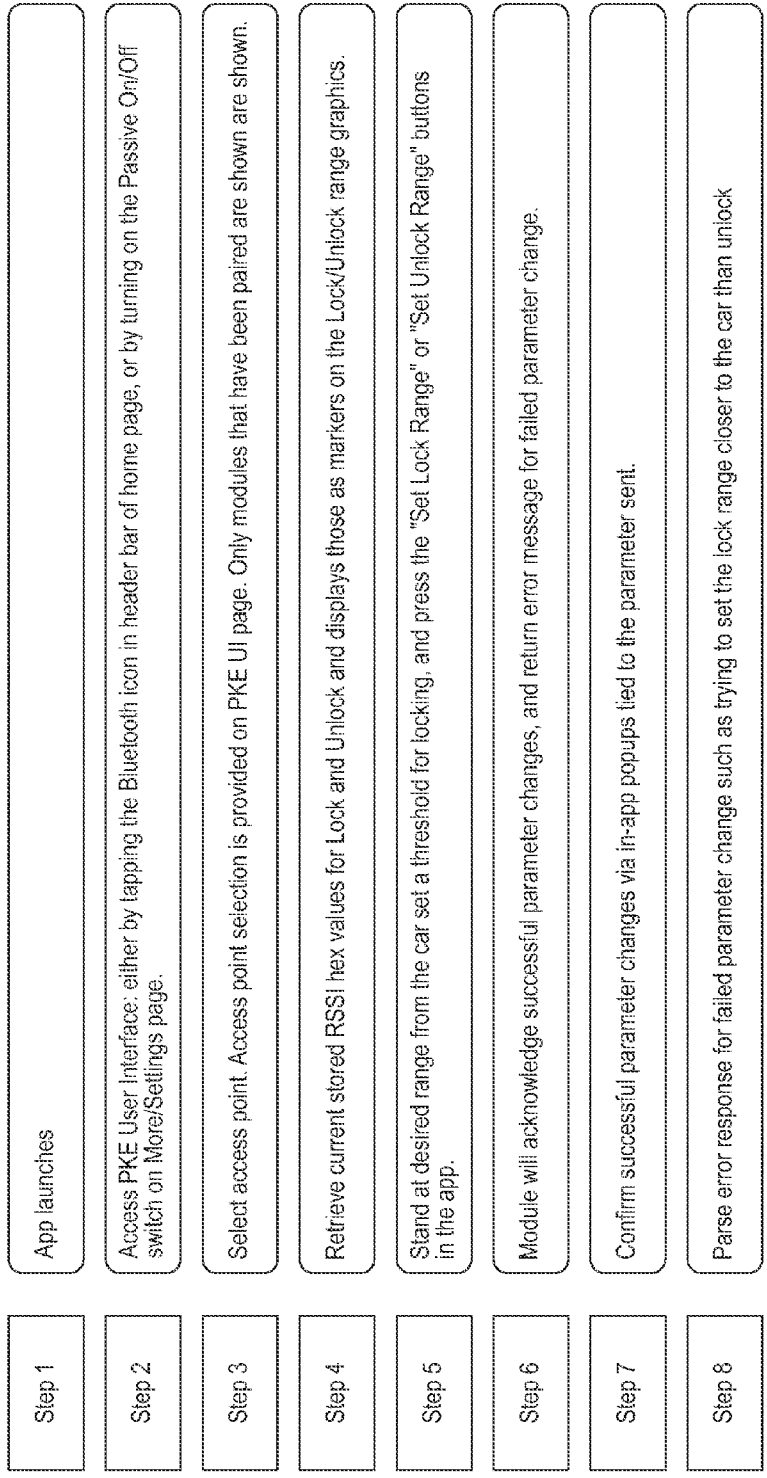 Step 1
App launches
Step 2
Access PKE User Interface: either by tapping the Bluetooth icon in header bar of home page, or by turning on the Passive On/Off
switch on More/Settings page.
Step 3
Select access point. Access point selection is provided on PKE UI page. Only modules that have been paired are shown are shown.
Step 4
Retrieve current stored RSSI hex values for Lock and Unlock and displays those as markers on the Lock/Unlock range graphics.
Step 5
Stand at desired range from the car set a threshold for locking, and press the "Set Lock Range" or "Set Unlock Range" buttons
in the app.
Step 6
Module will acknowledge successful parameter changes, and return error message for failed parameter change.
Step 7
Confirm successful parameter changes via in-app popups tied to the parameter sent.
Step 8
Parse error response for failed parameter change such as trying to set the lock range closer to the car than unlock